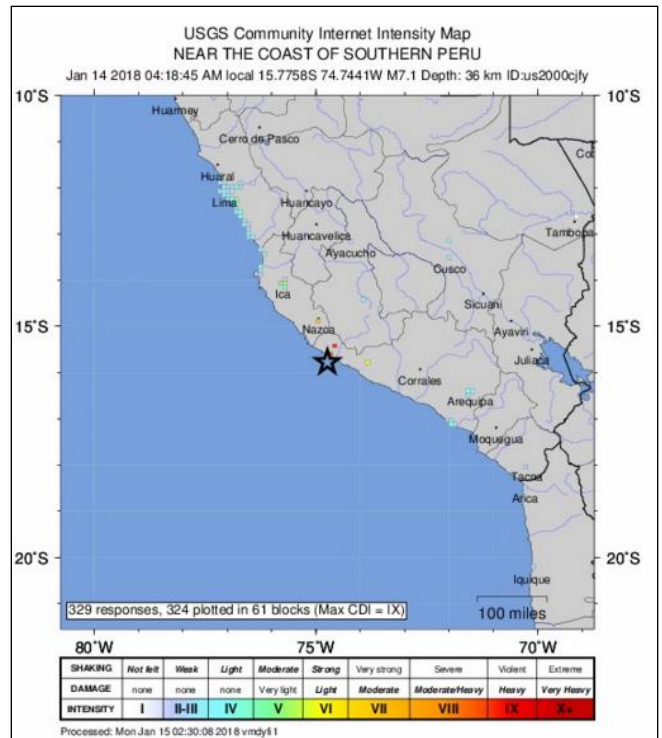 USGS Community Internet Intensity Map
NEAR THE COAST OF SOUTHERN PERU
Jan 14 2018 04:18:45 AM local 15.7758S 74.7441W M7.1 Depth: 36 km ID:us2000cjfy
10°S
10°S
Huarmey
Cerro de Pasco
Cot
Huaral
Lima
Huancayo
Tambopa
Huancavelica
Ayacucho
Cusco
Ica
Sicuani
15°S
15°S
Nazca
Ayaviri
Juliaca
Corrales
Arequipa
Moquegua
Tacna
Arica
20°S
20°S
Iquique
329 responses, 324 plotted in 61 blocks (Max CDI = IX)
100 miles
80°W 75°W 70°W
SHAKING Not felt Weak Light Moderate Strong Very strong Severe Violent Extreme
DAMAGE none none none Very light Light Moderate Moderate/Heavy Heavy Very Heavy
INTENSITY I II-III IV V VI VII VIII IX X+
Processed: Mon Jan 15 02:30:08 2018 vmdyfi1